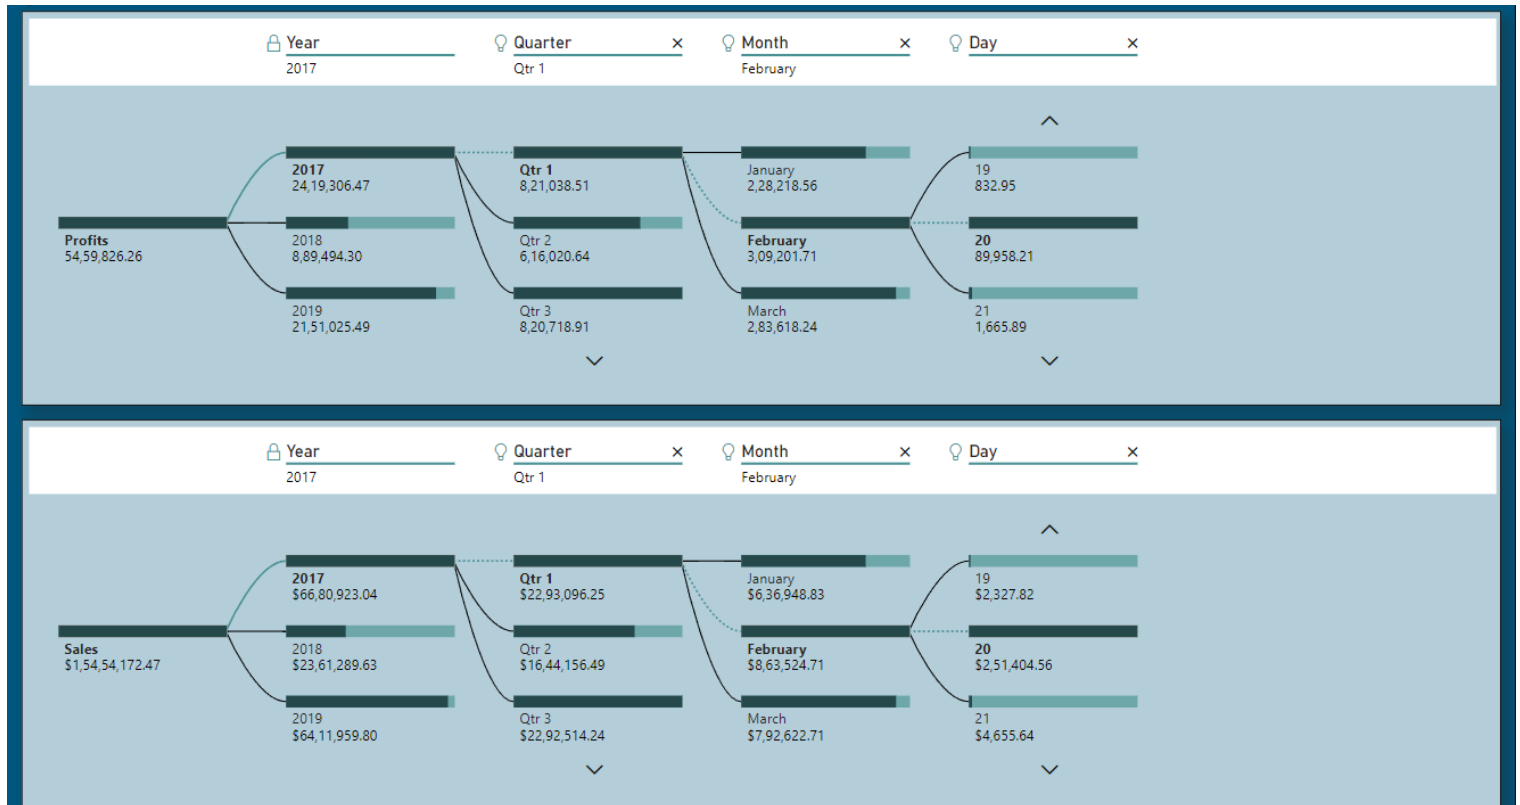 Year
Quarter
Month
Day
2017
Qtr 1
February
2017
24,19,306.47
Qtr 1
8,21,038.51
January
2,28,218.56
19
832.95
Profits
54,59,826.26
2018
8,89,494.30
Qtr 2
6,16,020.64
February
3,09,201.71
20
89,958.21
2019
21,51,025.49
Qtr 3
8,20,718.91
March
2,83,618.24
21
1,665.89
Year
Quarter
Month
Day
2017
Qtr 1
February
2017
$66,80,923.04
Qtr 1
$22,93,096.25
January
$6,36,948.83
19
$2,327.82
Sales
$1,54,54,172.47
2018
$23,61,289.63
Qtr 2
$16,44,156.49
February
$8,63,524.71
20
$2,51,404.56
2019
$64,11,959.80
Qtr 3
$22,92,514.24
March
$7,92,622.71
21
$4,655.64